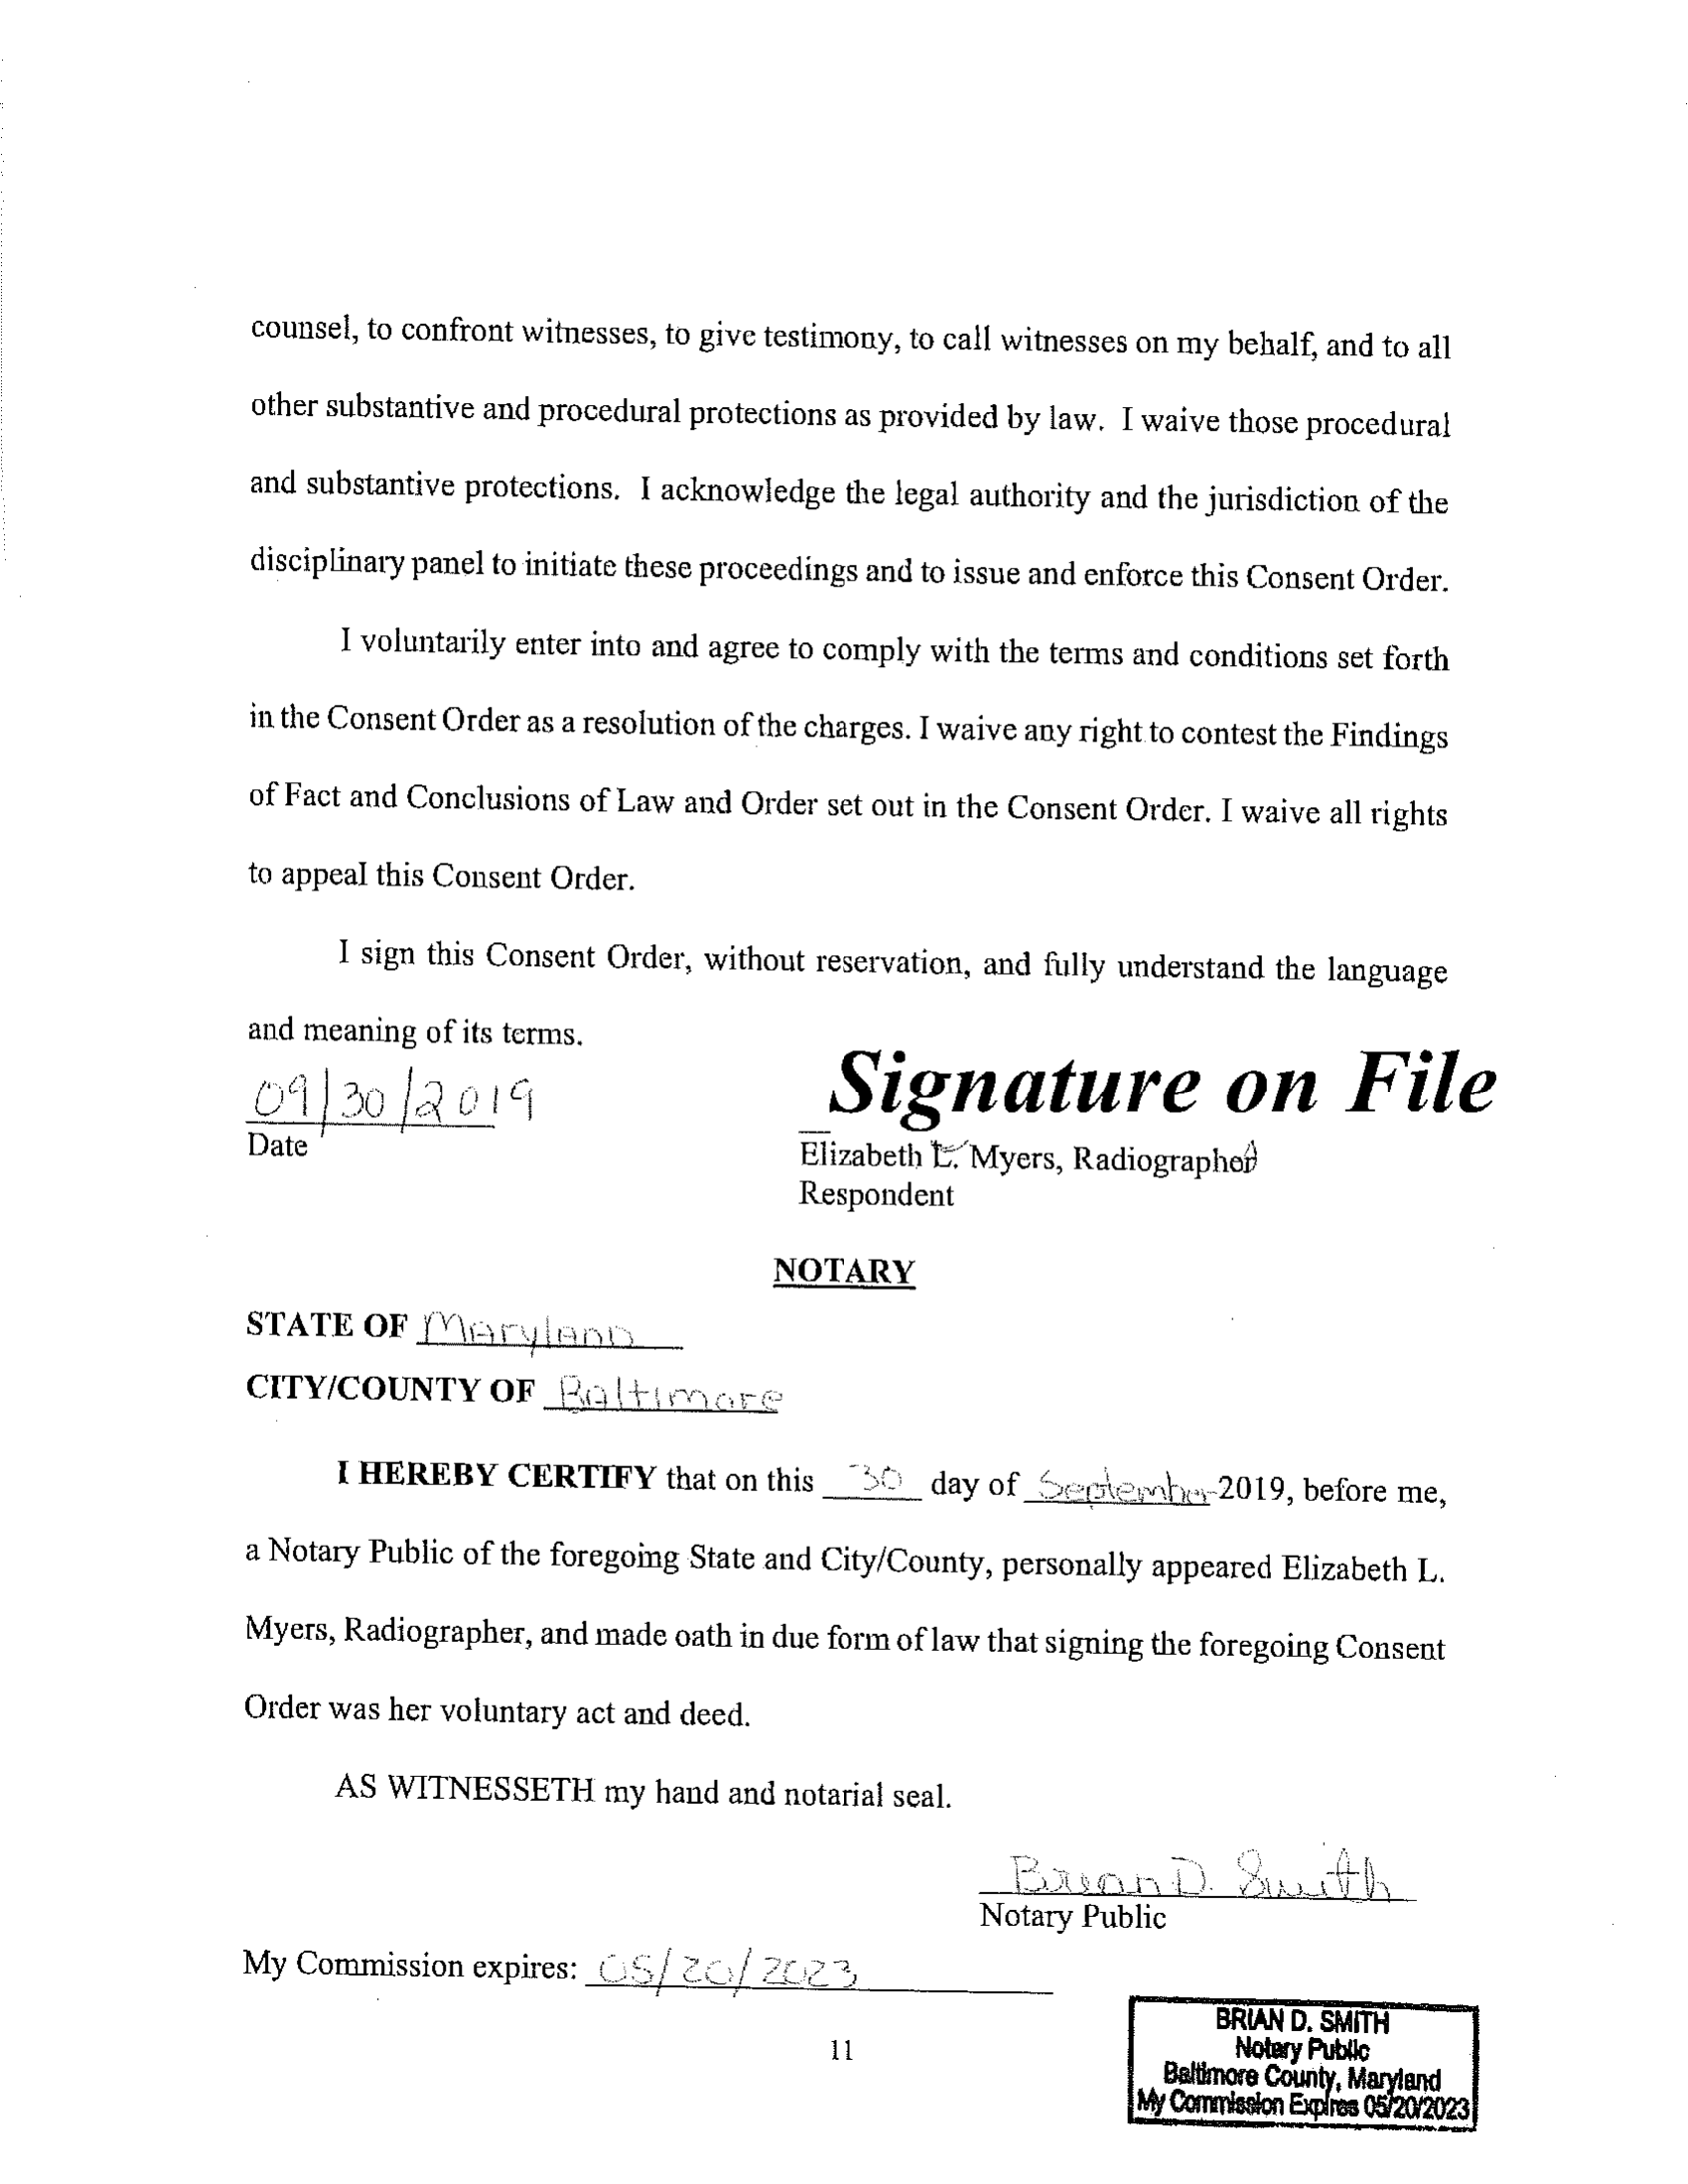 counsel, to confront witnesses, to give testimony, to call witnesses on my behalf, and to all
other substantive and procedural protections as provided by law. I waive those procedural
and substantive protections. I acknowledge the legal authority and the jurisdiction of the
disciplinary panel to initiate these proceedings and to issue and enforce this Consent Order.
I voluntarily enter into and agree to comply with the terms and conditions set forth
in the Consent Order as a resolution of the charges. I waive any right to contest the Findings
of Fact and Conclusions of Law and Order set out in the Consent Order. I waive all rights
to appeal this Consent Order.
I sign this Consent Order, without reservation, and fully understand the language
and meaning of its terms.
09/30/2019 Signature on File
Date Elizabeth L. Myers, Radiographer
Respondent
NOTARY
STATE OF Maryland
CITY/COUNTY OF Baltimore
I HEREBY CERTIFY that on this 30 day of September 2019, before me,
a Notary Public of the foregoing State and City/County, personally appeared Elizabeth L.
Myers, Radiographer, and made oath in due form of law that signing the foregoing Consent
Order was her voluntary act and deed.
AS WITNESSETH my hand and notarial seal.
Brian D. Smith
Notary Public
My Commission expires: 05/20/2023
11
BRIAN D. SMITH
Notary Public
Baltimore County, Maryland
My Commission Expires 05/20/2023